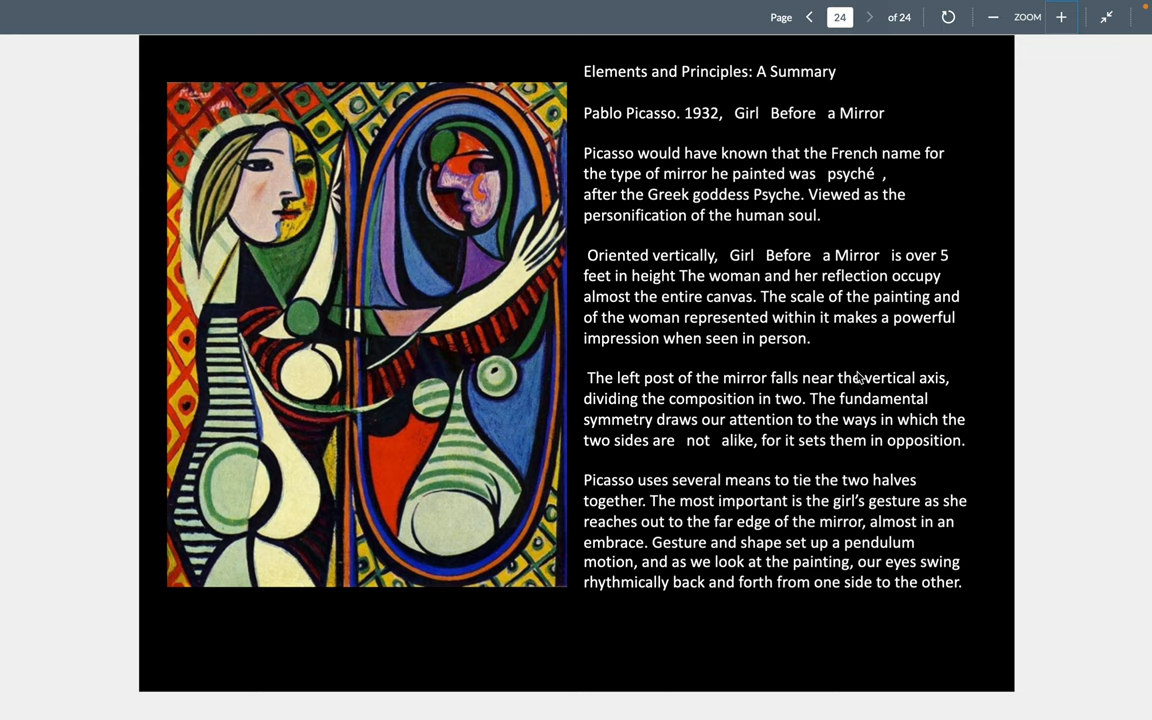 Page 24 of 24 ZOOM
Elements and Principles: A Summary
Pablo Picasso. 1932, Girl Before a Mirror
Picasso would have known that the French name for
the type of mirror he painted was psyché ,
after the Greek goddess Psyche. Viewed as the
personification of the human soul.
Oriented vertically, Girl Before a Mirror is over 5
feet in height The woman and her reflection occupy
almost the entire canvas. The scale of the painting and
of the woman represented within it makes a powerful
impression when seen in person.
The left post of the mirror falls near the vertical axis,
dividing the composition in two. The fundamental
symmetry draws our attention to the ways in which the
two sides are not alike, for it sets them in opposition.
Picasso uses several means to tie the two halves
together. The most important is the girl’s gesture as she
reaches out to the far edge of the mirror, almost in an
embrace. Gesture and shape set up a pendulum
motion, and as we look at the painting, our eyes swing
rhythmically back and forth from one side to the other.
Picasso